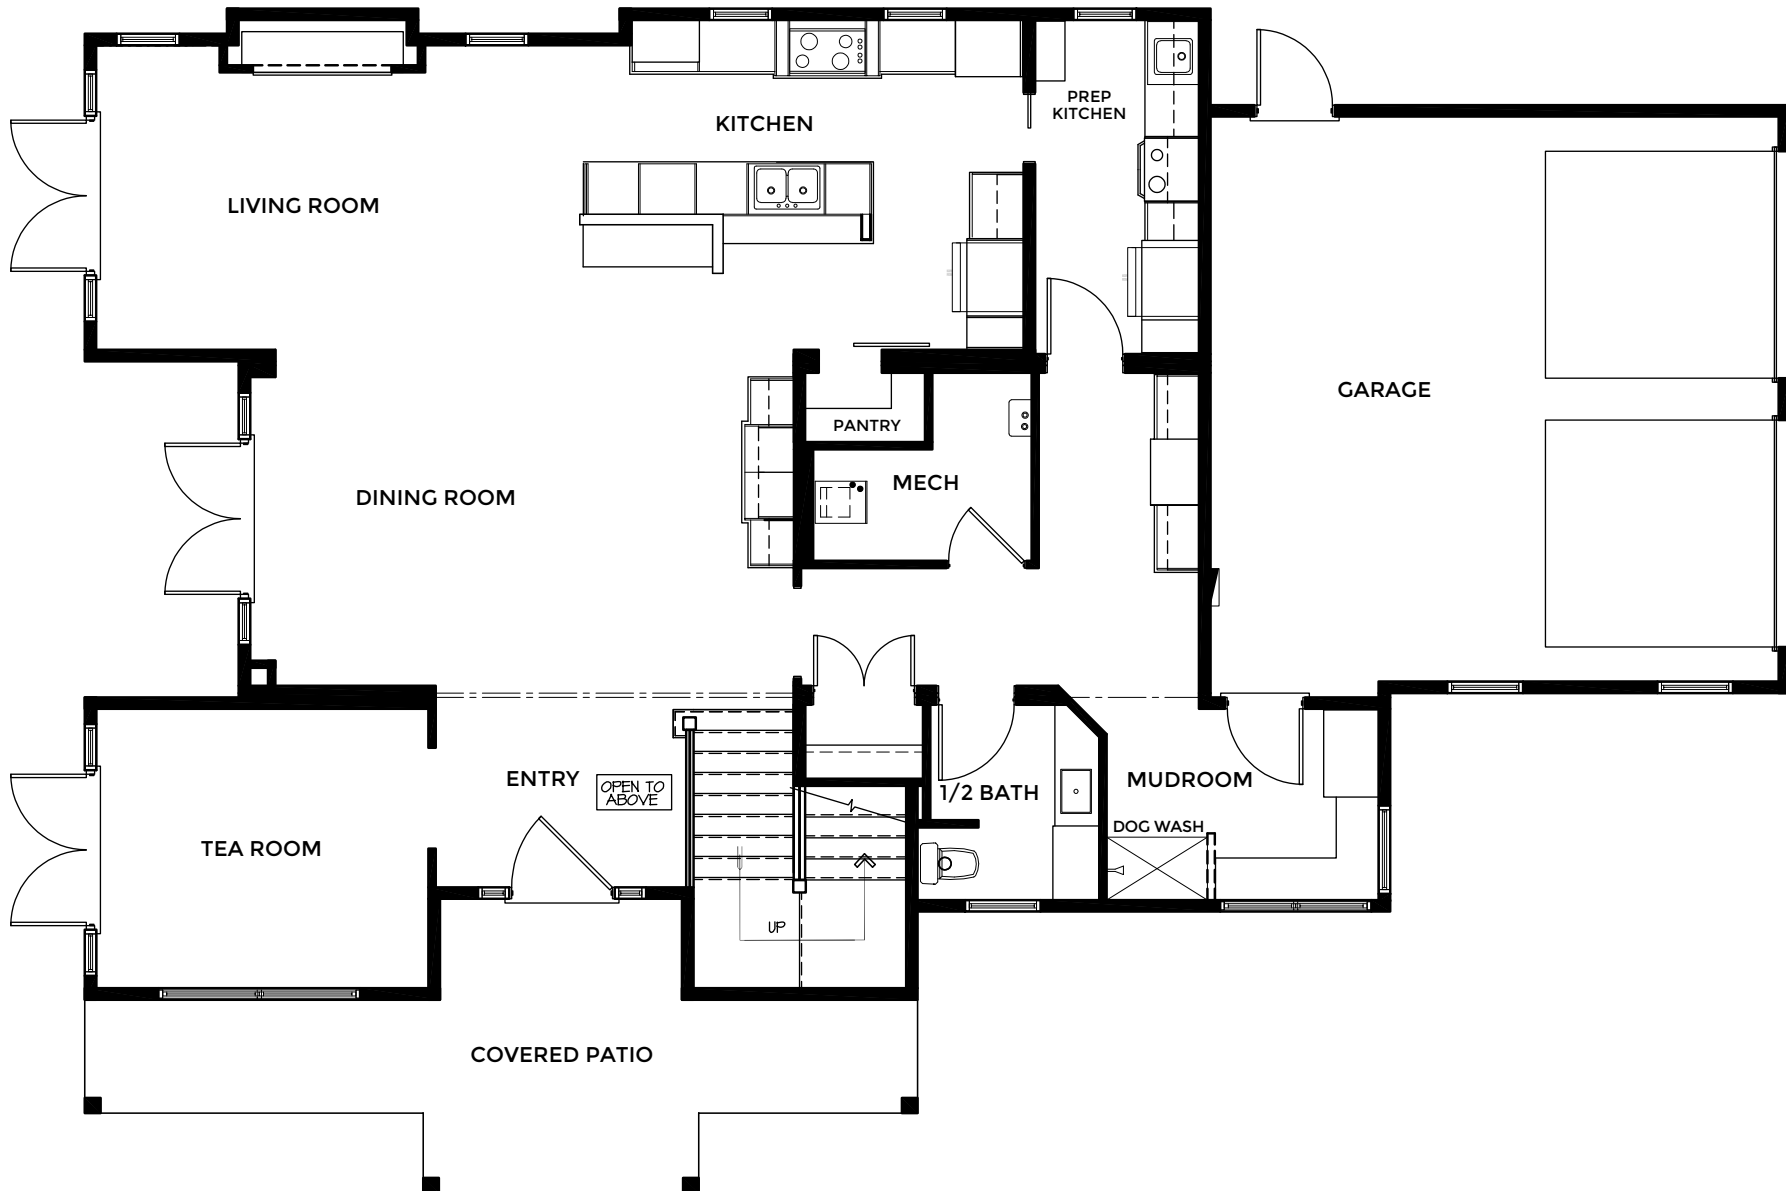 PREP
KITCHEN
KITCHEN
LIVING ROOM
GARAGE
PANTRY
MECH
DINING ROOM
ENTRY
OPEN TO
ABOVE
1/2 BATH
MUDROOM
DOG WASH
TEA ROOM
UP
COVERED PATIO